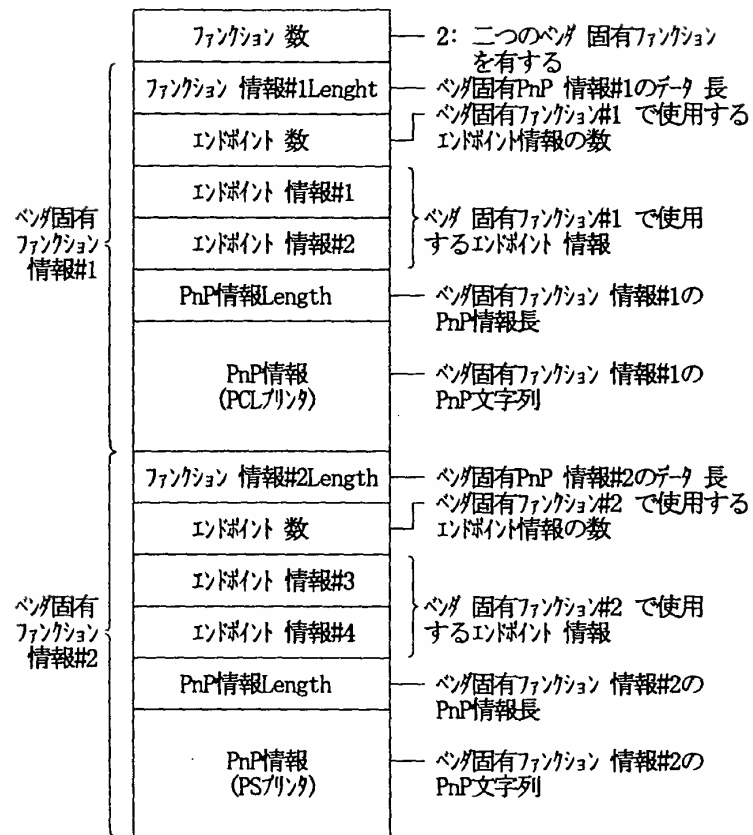 ファンクション 数
2: 二つのベンダ 固有ファンクション
を有する
ファンクション 情報#1Lenght
ベンダ固有PnP 情報#1のデータ 長
エンドポイント 数
ベンダ固有ファンクション#1 で使用する
エンドポイント情報の数
エンドポイント 情報#1
エンドポイント 情報#2
ベンダ 固有ファンクション#1 で使用
するエンドポイント 情報
ベンダ固有
ファンクション
情報#1
PnP情報Length
ベンダ固有ファンクション 情報#1の
PnP情報長
PnP情報
(PCLプリンタ)
ベンダ固有ファンクション 情報#1の
PnP文字列
ファンクション 情報#2Length
ベンダ固有PnP 情報#2のデータ 長
エンドポイント 数
ベンダ固有ファンクション#2 で使用する
エンドポイント情報の数
エンドポイント 情報#3
エンドポイント 情報#4
ベンダ 固有ファンクション#2 で使用
するエンドポイント 情報
ベンダ固有
ファンクション
情報#2
PnP情報Length
ベンダ固有ファンクション 情報#2の
PnP情報長
PnP情報
(PSプリンタ)
ベンダ固有ファンクション 情報#2の
PnP文字列